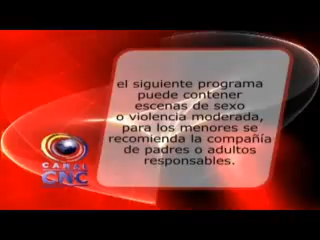 el siguiente programa
puede contener
escenas de sexo
o violencia moderada,
para los menores se
recomienda la compañía
de padres o adultos
responsables.
CANAL
CNC